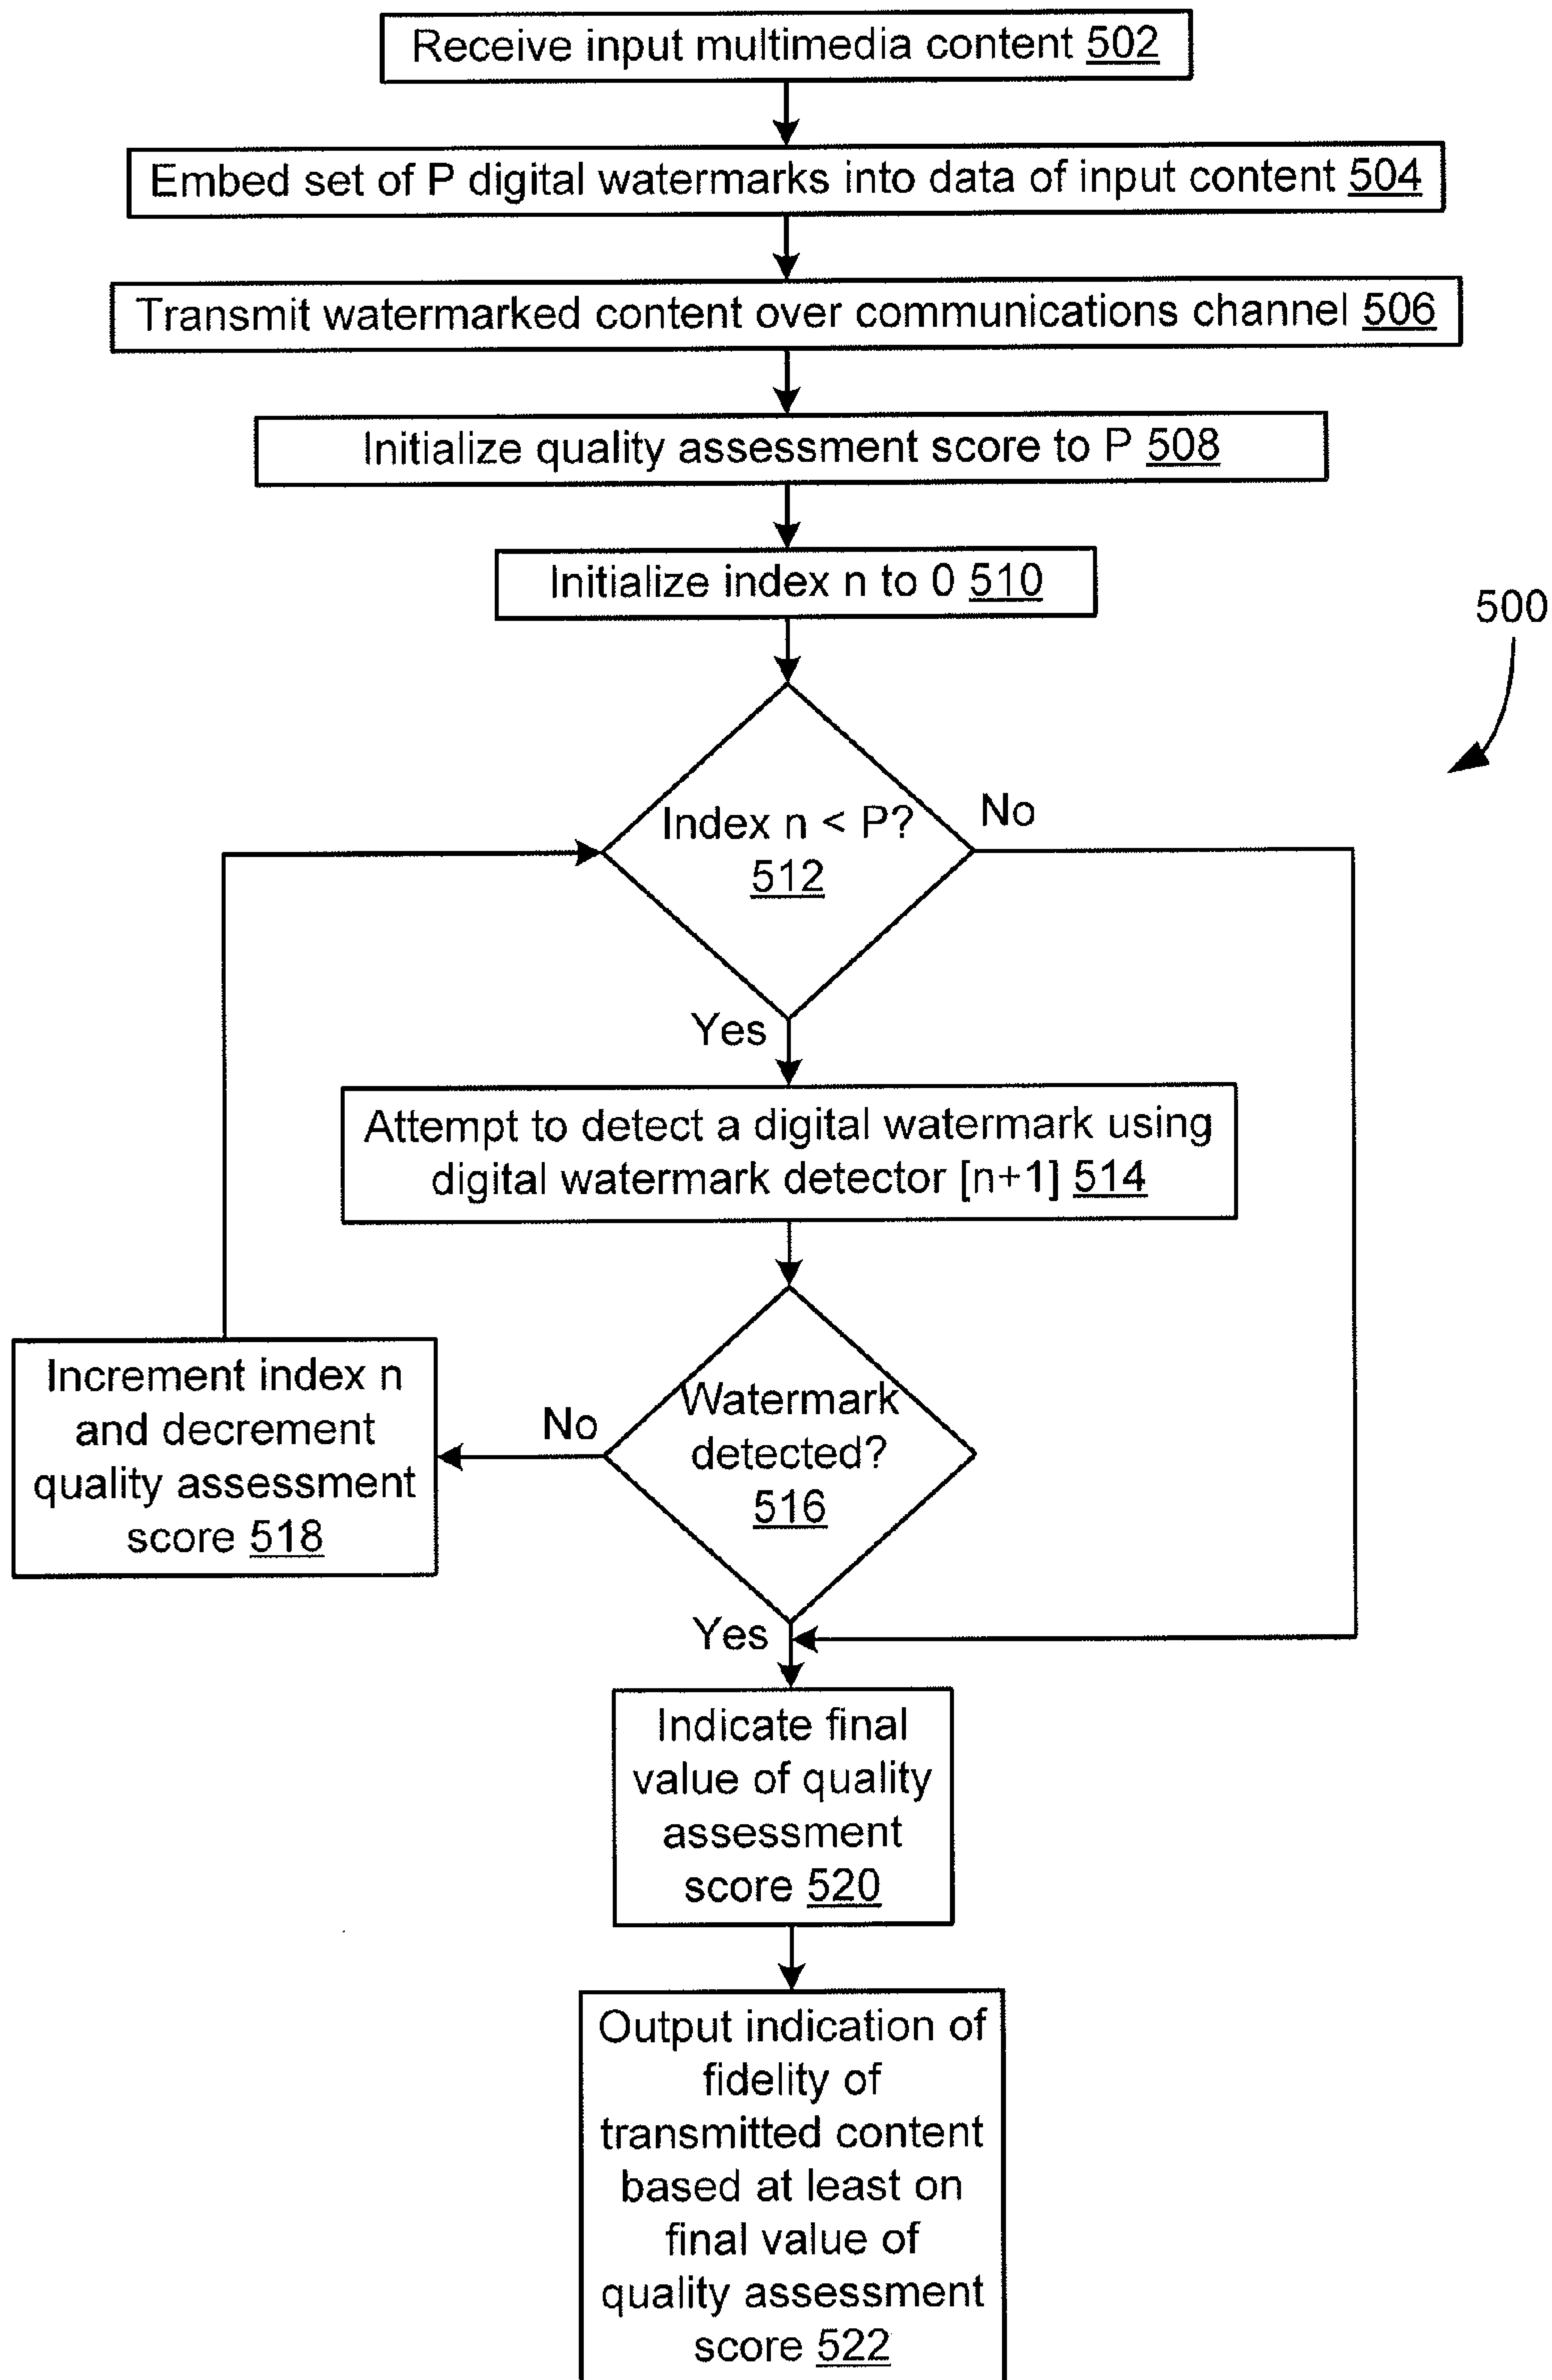 Receive input multimedia content 502
Embed set of P digital watermarks into data of input content 504
Transmit watermarked content over communications channel 506
Initialize quality assessment score to P 508
Initialize index n to 0 510
500
Index n < P?
512
No
Yes
Attempt to detect a digital watermark using
digital watermark detector [n+1] 514
Watermark
detected?
516
No
Increment index n
and decrement
quality assessment
score 518
Yes
Indicate final
value of quality
assessment
score 520
Output indication of
fidelity of
transmitted content
based at least on
final value of
quality assessment
score 522